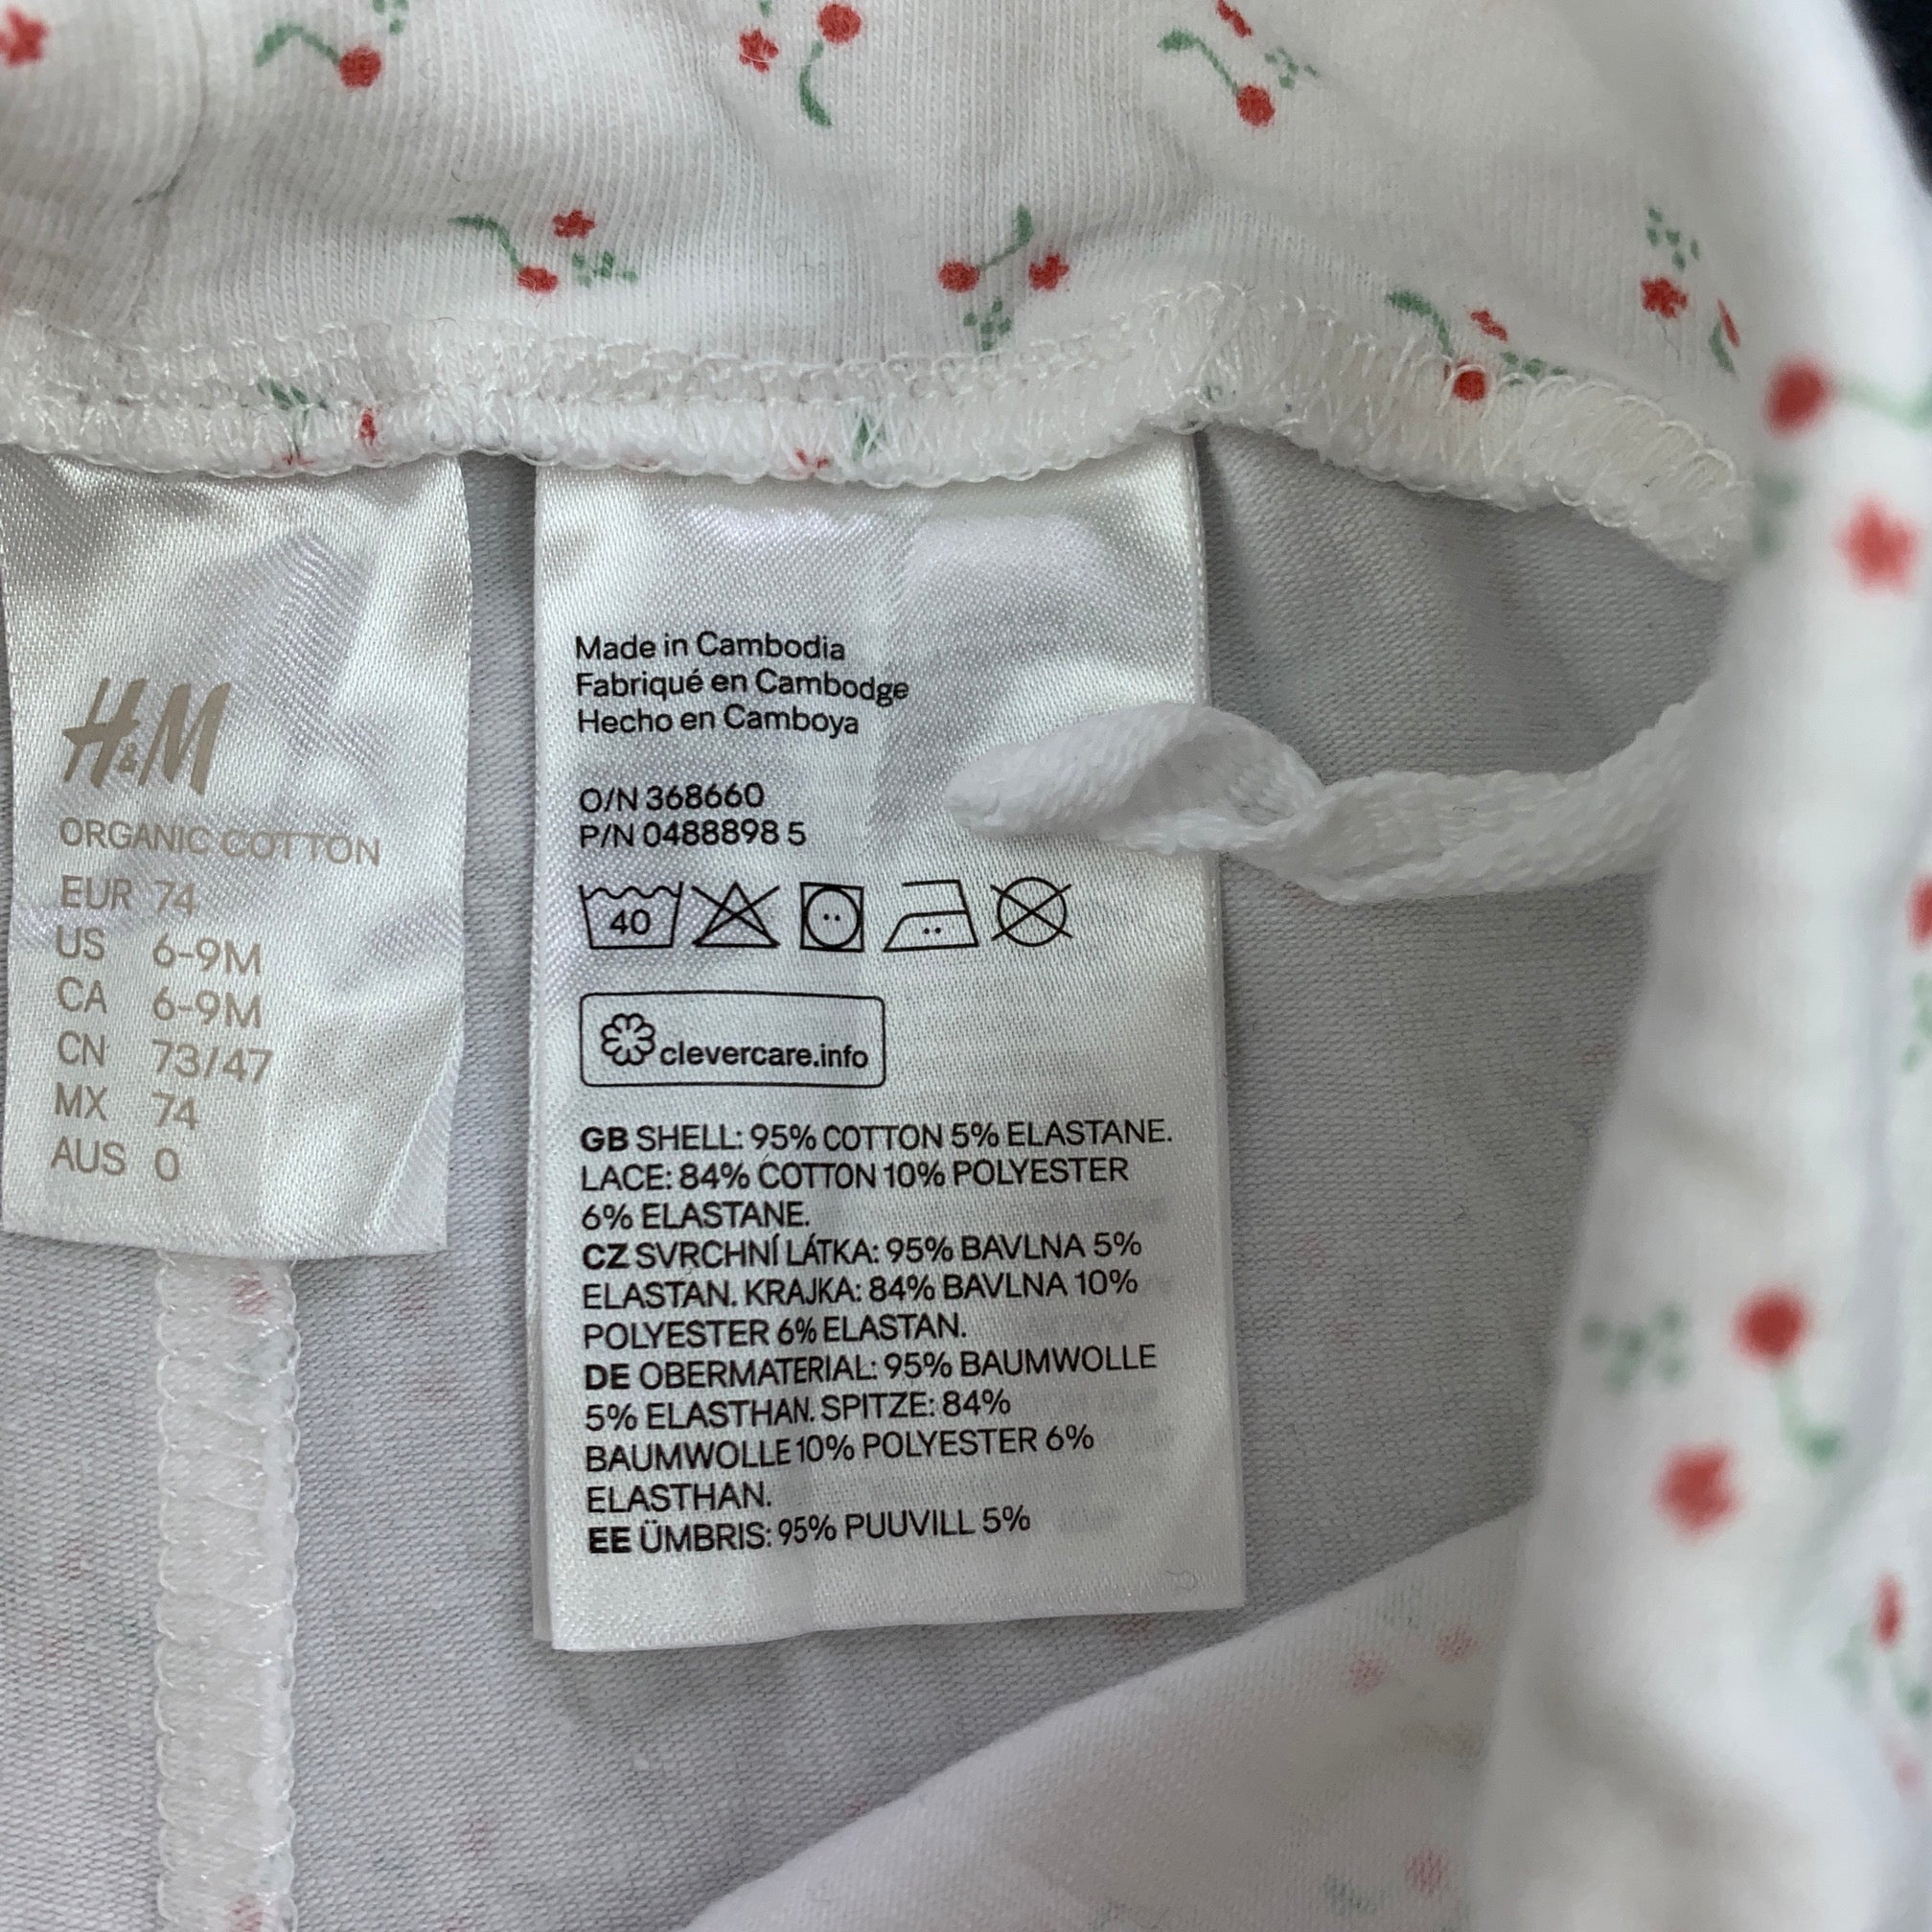 H&M
ORGANIC COTTON
EUR 74
US 6-9M
CA 6-9M
CN 73/47
MX 74
AUS 0
Made in Cambodia
Fabriqué en Cambodge
Hecho en Camboya
O/N 368660
P/N 0488898 5
40
clevercare.info
GB SHELL: 95% COTTON 5% ELASTANE.
LACE: 84% COTTON 10% POLYESTER
6% ELASTANE.
CZ SVRCHNÍ LÁTKA: 95% BAVLNA 5%
ELASTAN. KRAJKA: 84% BAVLNA 10%
POLYESTER 6% ELASTAN.
DE OBERMATERIAL: 95% BAUMWOLLE
5% ELASTHAN. SPITZE: 84%
BAUMWOLLE 10% POLYESTER 6%
ELASTHAN.
EE ÜMBRIS: 95% PUUVILL 5%